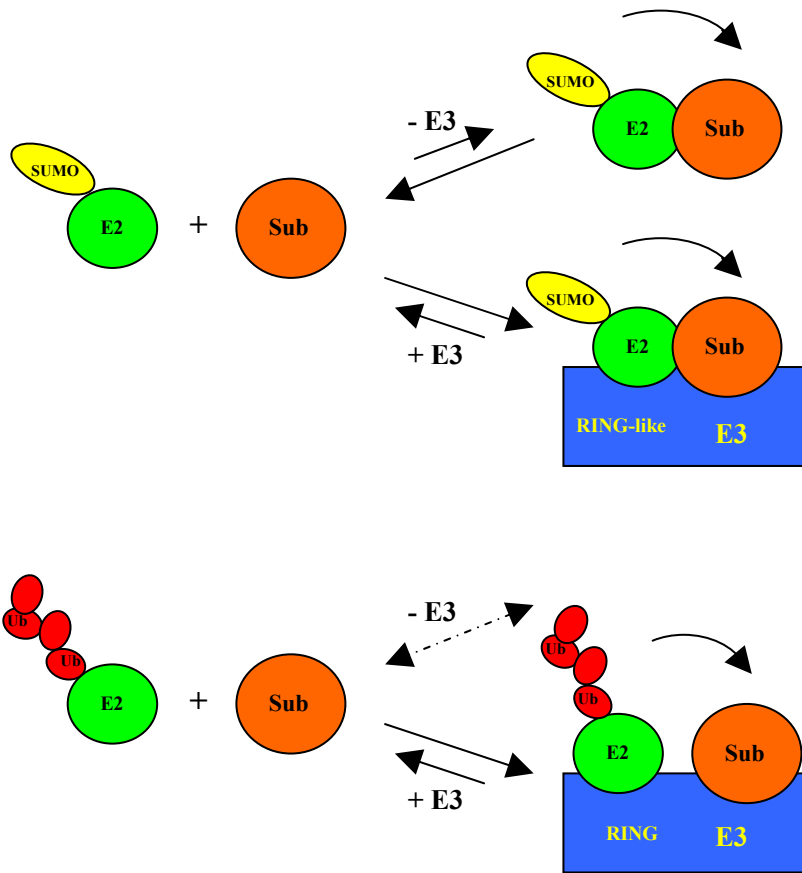 SUMO
E2
Sub
- E3
SUMO
E2
+
Sub
SUMO
E2
Sub
+ E3
RING-like E3
Ub
Ub
E2
+
Sub
- E3
Ub
Ub
E2
Sub
+ E3
RING E3